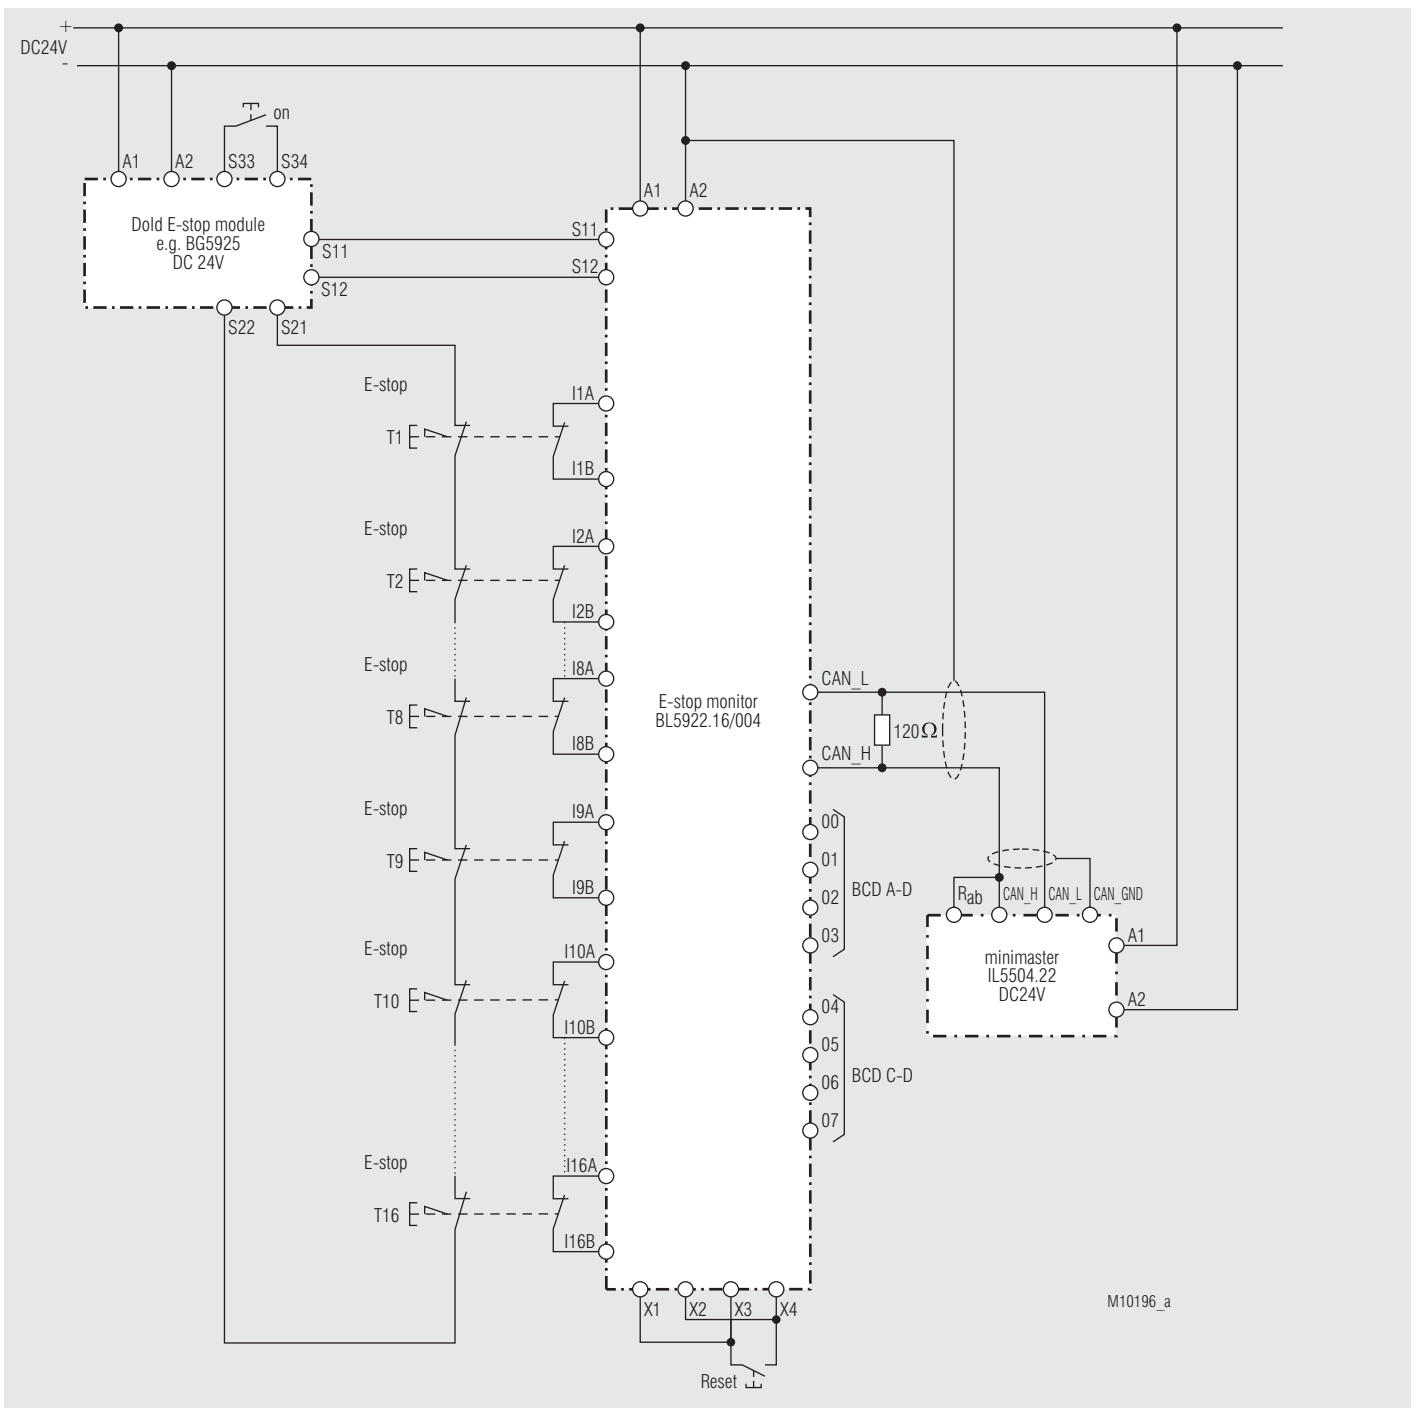 +
DC24V
-
on
A1 A2 S33 S34
A1 A2
Dold E-stop module
e.g. BG5925
DC 24V
S11
S12
S11
S12
S22 S21
E-stop
T1
I1A
I1B
E-stop
T2
I2A
I2B
E-stop
T8
I8A
I8B
E-stop monitor
BL5922.16/004
CAN_L
120Ω
CAN_H
E-stop
T9
I9A
I9B
00
01
02
03
BCD A-D
Rab CAN_H CAN_L CAN_GND
minimaster
IL5504.22
DC24V
A1
A2
E-stop
T10
I10A
I10B
04
05
06
07
BCD C-D
E-stop
T16
I16A
I16B
X1 X2 X3 X4
Reset
M10196_a